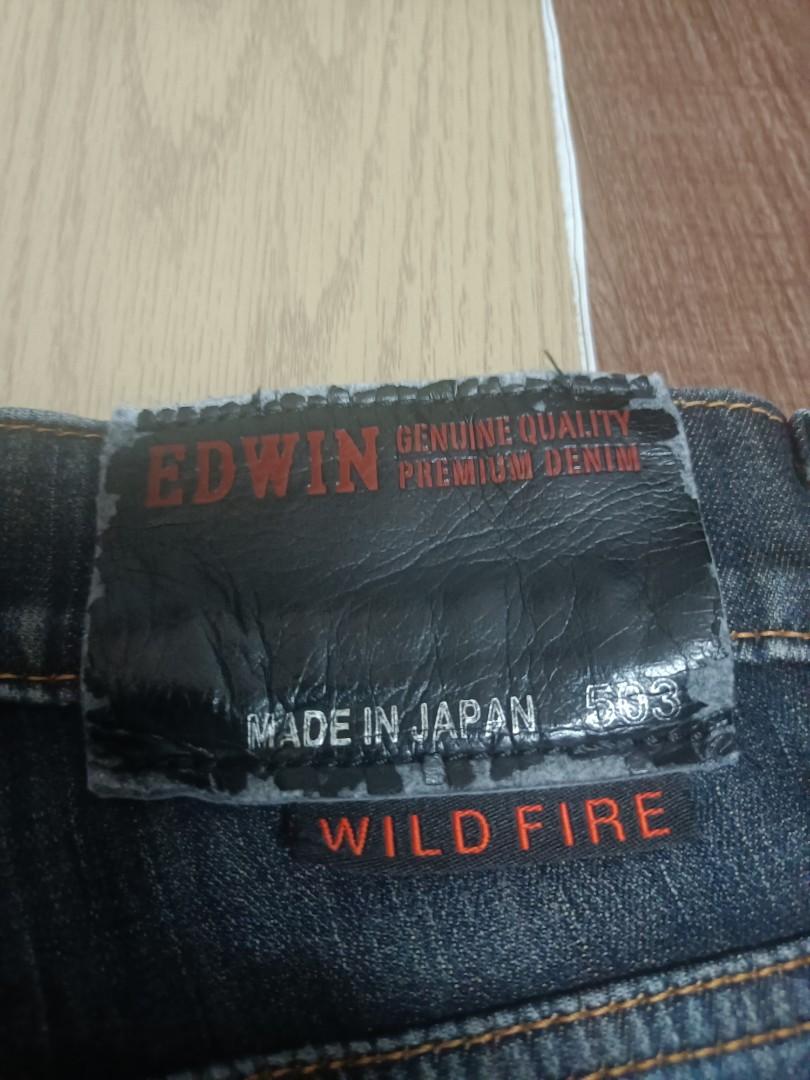 EDWIN GENUINE QUALITY
PREMIUM DENIM
MADE IN JAPAN 503
WILD FIRE